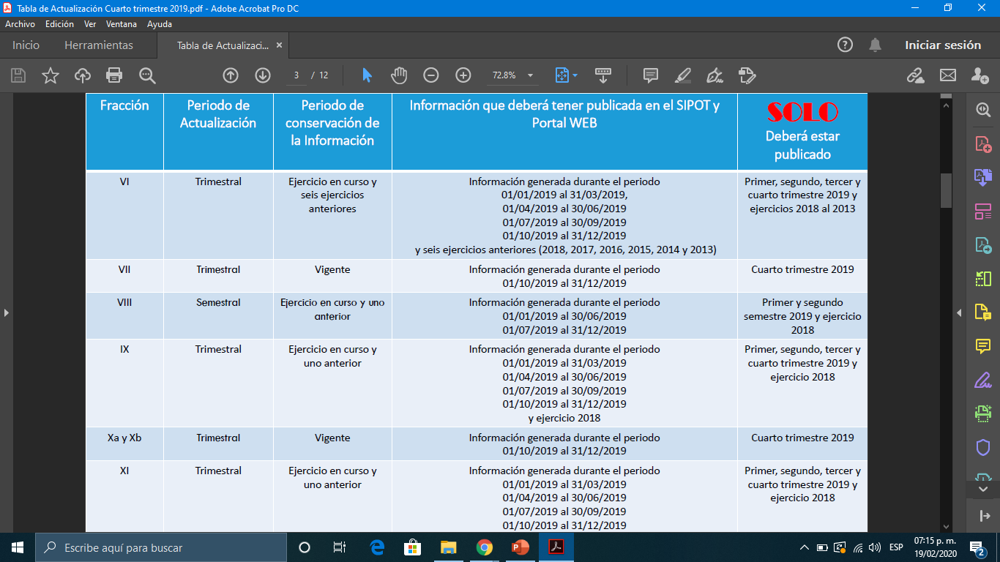 Tabla de Actualización Cuarto trimestre 2019.pdf - Adobe Acrobat Pro DC
Archivo Edición Ver Ventana Ayuda
Inicio Herramientas Tabla de Actualizaci... × Iniciar sesión
3 / 12 72.8%
Fracción
Periodo de
Actualización
Periodo de
conservación de
la Información
Información que deberá tener publicada en el SIPOT y
Portal WEB
SOLO
Deberá estar
publicado
VI
Trimestral
Ejercicio en curso y
seis ejercicios
anteriores
Información generada durante el periodo
01/01/2019 al 31/03/2019,
01/04/2019 al 30/06/2019
01/07/2019 al 30/09/2019
01/10/2019 al 31/12/2019
y seis ejercicios anteriores (2018, 2017, 2016, 2015, 2014 y 2013)
Primer, segundo, tercer y
cuarto trimestre 2019 y
ejercicios 2018 al 2013
VII
Trimestral
Vigente
Información generada durante el periodo
01/10/2019 al 31/12/2019
Cuarto trimestre 2019
VIII
Semestral
Ejercicio en curso y uno
anterior
Información generada durante el periodo
01/01/2019 al 30/06/2019
01/07/2019 al 31/12/2019
Primer y segundo
semestre 2019 y ejercicio
2018
IX
Trimestral
Ejercicio en curso y
uno anterior
Información generada durante el periodo
01/01/2019 al 31/03/2019
01/04/2019 al 30/06/2019
01/07/2019 al 30/09/2019
01/10/2019 al 31/12/2019
y ejercicio 2018
Primer, segundo, tercer y
cuarto trimestre 2019 y
ejercicio 2018
Xa y Xb
Trimestral
Vigente
Información generada durante el periodo
01/10/2019 al 31/12/2019
Cuarto trimestre 2019
XI
Trimestral
Ejercicio en curso y
uno anterior
Información generada durante el periodo
01/01/2019 al 31/03/2019
01/04/2019 al 30/06/2019
01/07/2019 al 30/09/2019
01/10/2019 al 31/12/2019
Primer, segundo, tercer y
cuarto trimestre 2019 y
ejercicio 2018
Escribe aquí para buscar
ESP
07:15 p. m.
19/02/2020
2